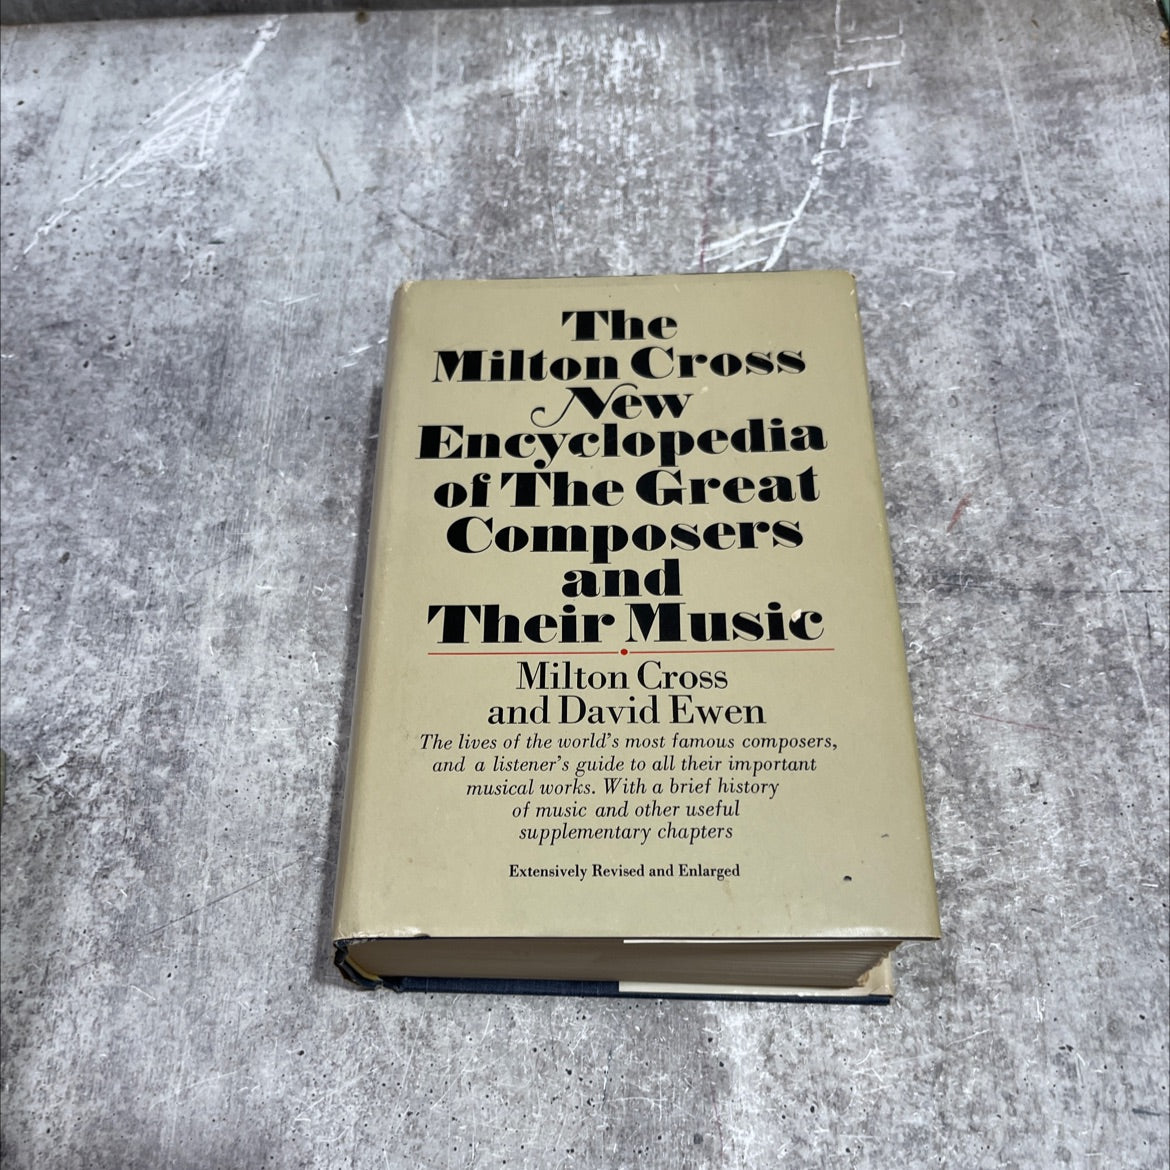 The
Milton Cross
New
Encyclopedia
of The Great
Composers
and
Their Music
Milton Cross
and David Ewen
The lives of the world's most famous composers,
and a listener's guide to all their important
musical works. With a brief history
of music and other useful
supplementary chapters
Extensively Revised and Enlarged